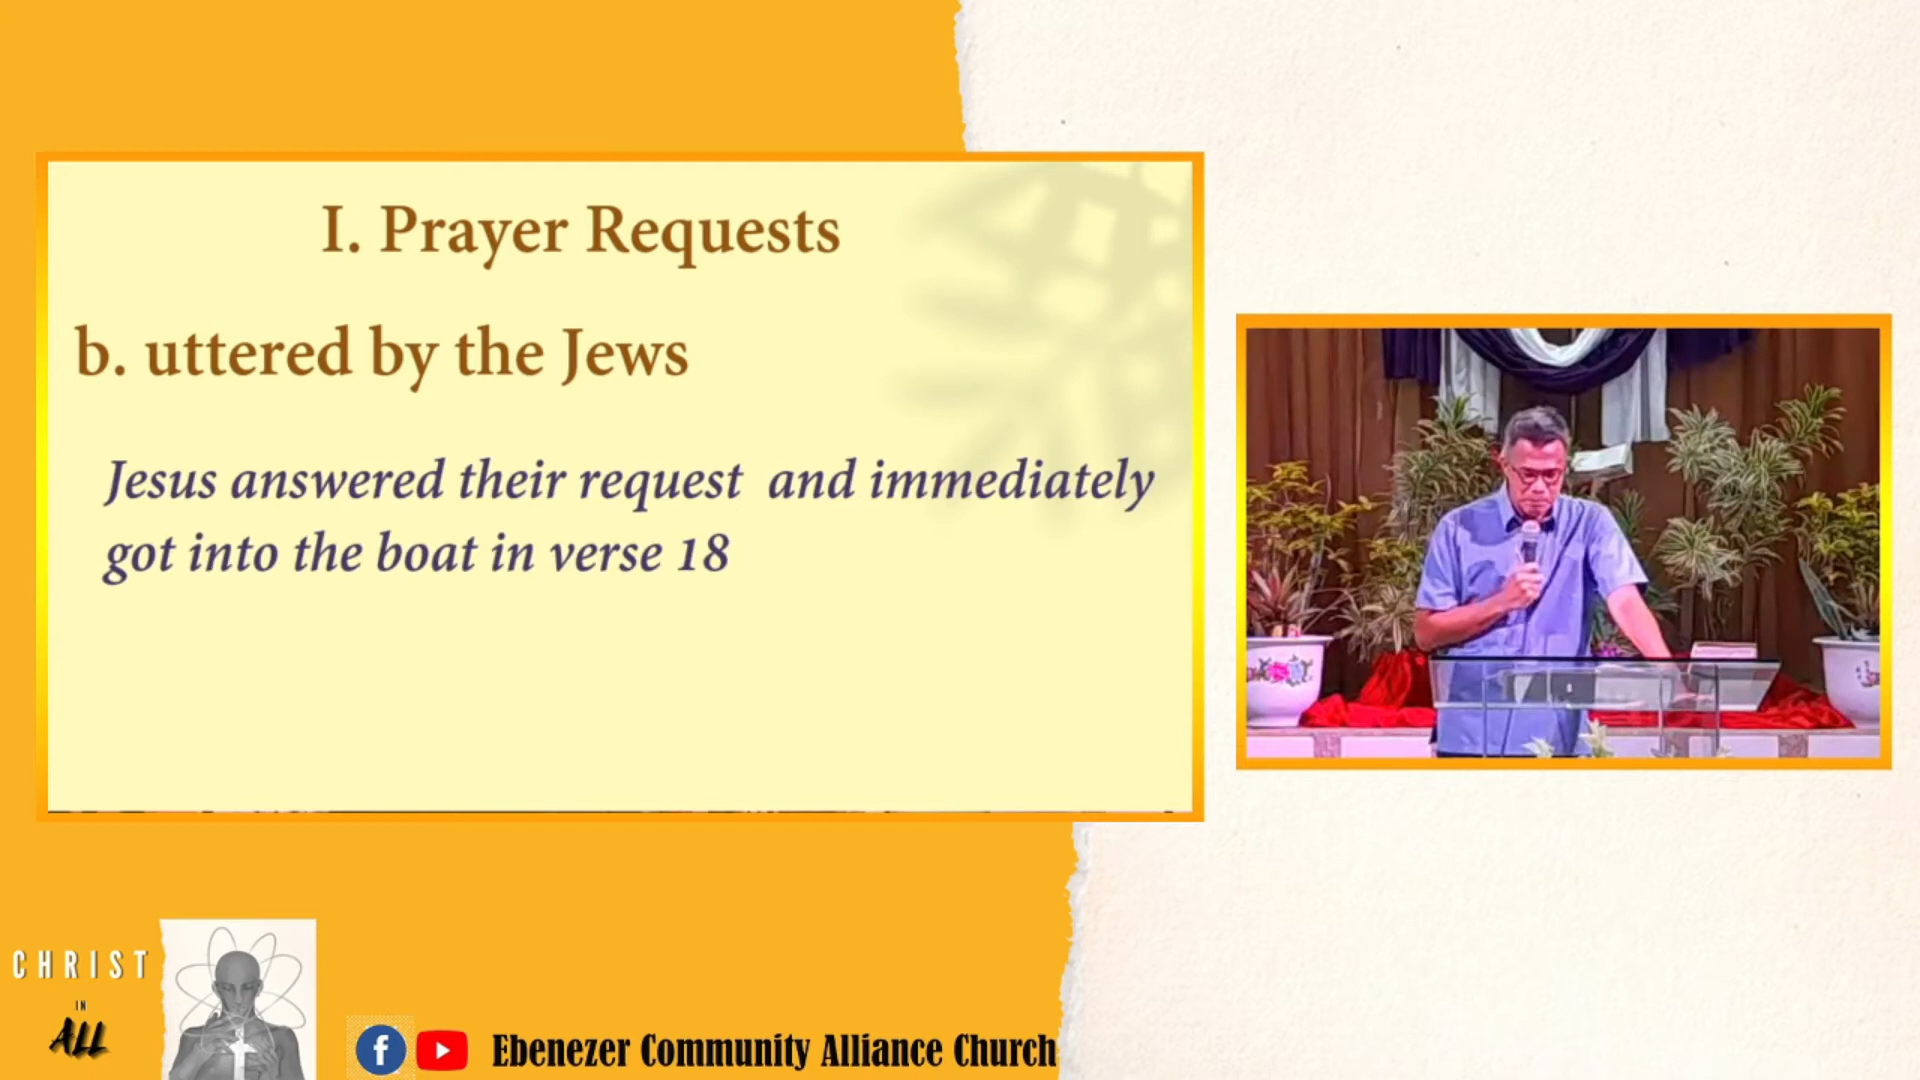 I. Prayer Requests
b. uttered by the Jews
Jesus answered their request and immediately
got into the boat in verse 18
CHRIST
IN
ALL
f
Ebenezer Community Alliance Church